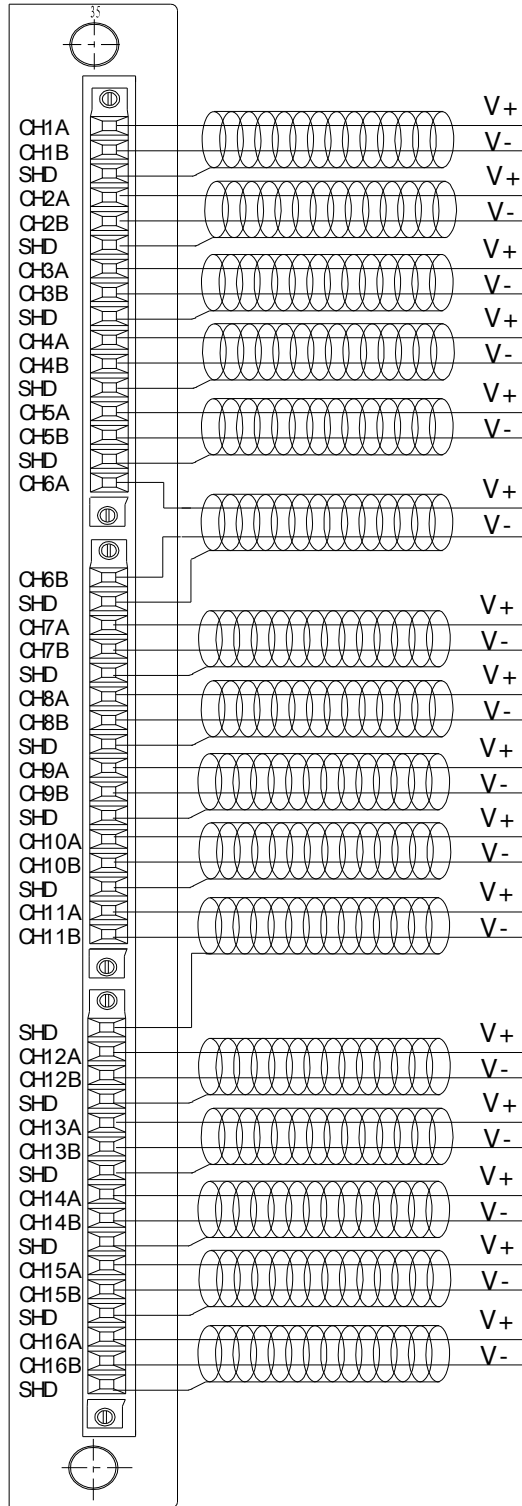 35
V+
CH1A
CH1B V-
SHD V+
CH2A
CH2B V-
SHD V+
CH3A
CH3B V-
SHD V+
CH4A
CH4B V-
SHD V+
CH5A
CH5B V-
SHD
CH6A V+
V-
CH6B
SHD V+
CH7A
CH7B V-
SHD V+
CH8A
CH8B V-
SHD V+
CH9A
CH9B V-
SHD V+
CH10A
CH10B V-
SHD V+
CH11A
CH11B V-
SHD V+
CH12A
CH12B V-
SHD V+
CH13A
CH13B V-
SHD V+
CH14A
CH14B V-
SHD V+
CH15A
CH15B V-
SHD V+
CH16A
CH16B V-
SHD